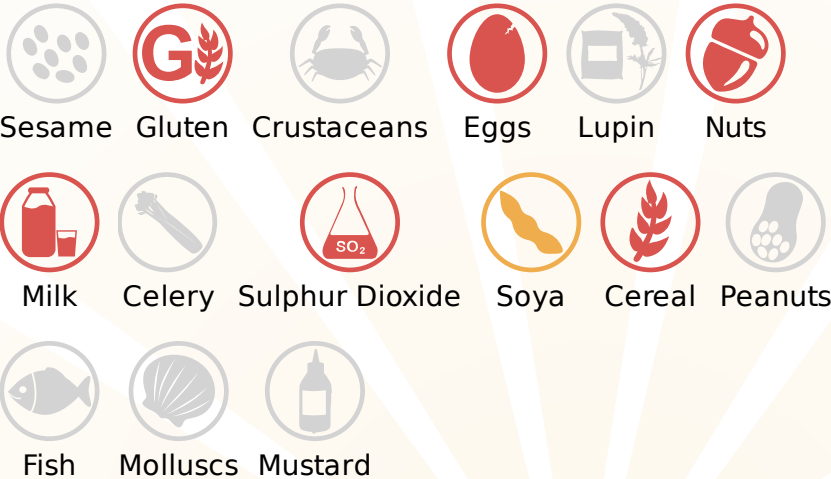 G
Sesame Gluten Crustaceans Eggs Lupin Nuts
SO₂
Milk Celery Sulphur Dioxide Soya Cereal Peanuts
Fish Molluscs Mustard